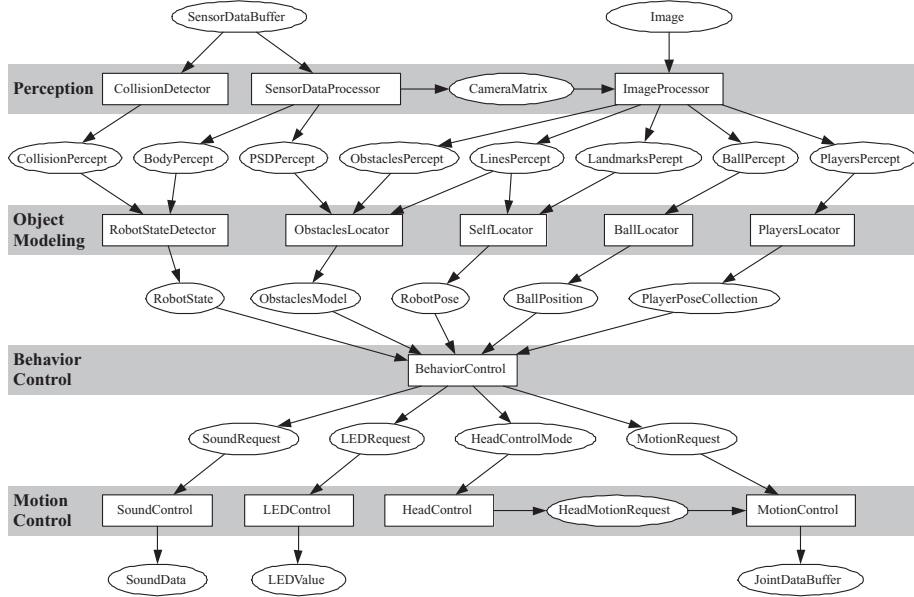 SensorDataBuffer
Image
Perception
CollisionDetector
SensorDataProcessor
CameraMatrix
ImageProcessor
CollisionPercept
BodyPercept
PSDPercept
ObstaclesPercept
LinesPercept
LandmarksPerept
BallPercept
PlayersPercept
Object
Modeling
RobotStateDetector
ObstaclesLocator
SelfLocator
BallLocator
PlayersLocator
RobotState
ObstaclesModel
RobotPose
BallPosition
PlayerPoseCollection
Behavior
Control
BehaviorControl
SoundRequest
LEDRequest
HeadControlMode
MotionRequest
Motion
Control
SoundControl
LEDControl
HeadControl
HeadMotionRequest
MotionControl
SoundData
LEDValue
JointDataBuffer